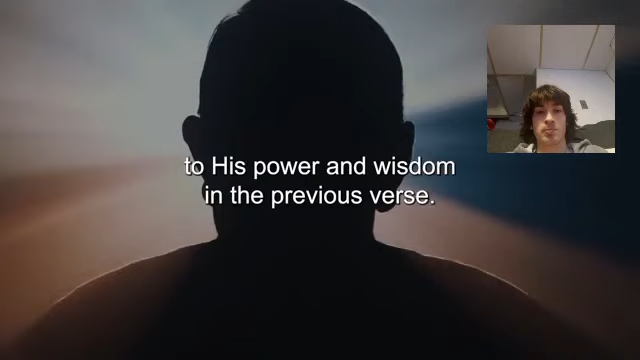 to His power and wisdom
in the previous verse.